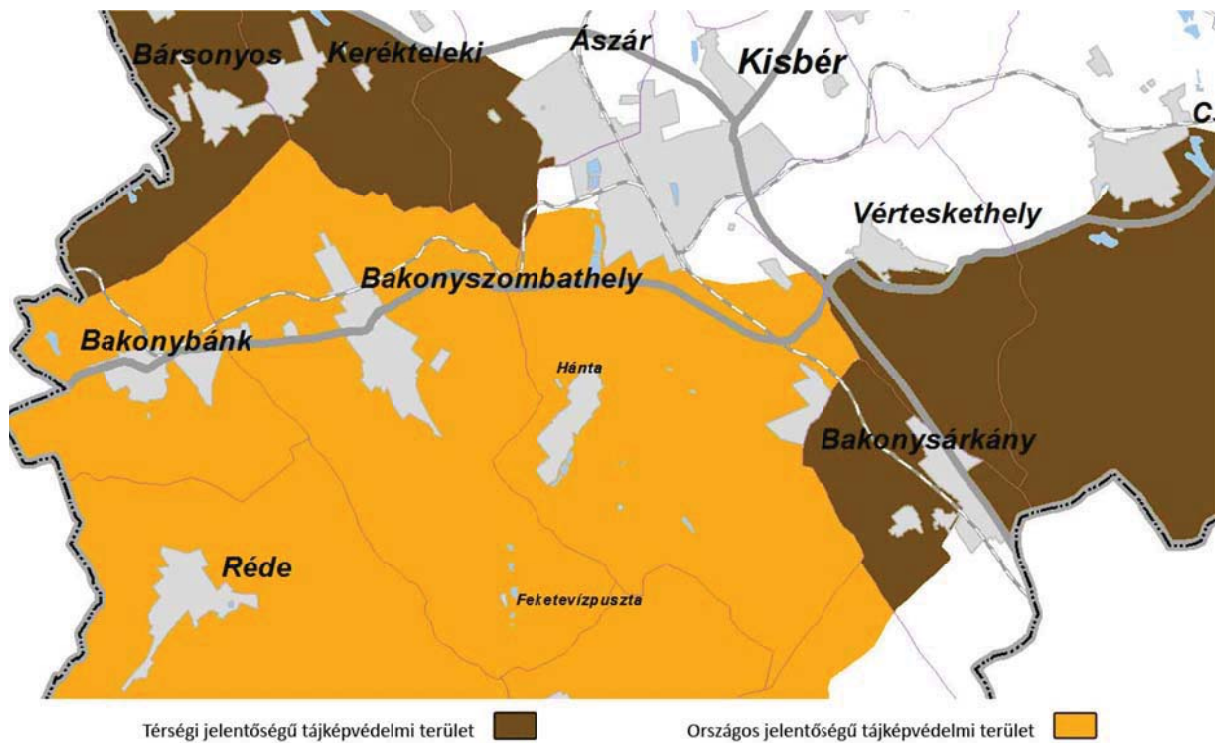 Ászár
Bársonyos
Kerékteleki
Kisbér
C
Vérteskethely
Bakonyszombathely
Bakonybánk
Hánta
Bakonysárkány
Réde
Feketevízpuszta
Térségi jelentőségű tájképvédelmi terület
Országos jelentőségű tájképvédelmi terület